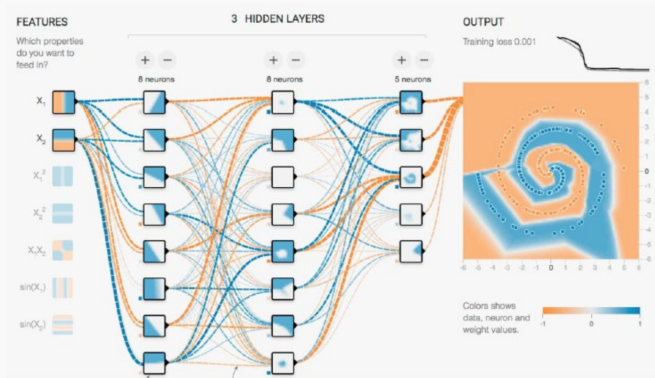 FEATURES
Which properties
do you want to
feed in?
X₁
X₂
X₁²
X₂²
X₁X₂
sin(X₁)
sin(X₂)
3 HIDDEN LAYERS
+ −
+ −
+ −
8 neurons
8 neurons
5 neurons
OUTPUT
Training loss 0.001
6
5
4
3
2
1
0
-1
-2
-3
-4
-5
-6
-6 -5 -4 -3 -2 -1 0 1 2 3 4 5 6
Colors shows
data, neuron and
weight values.
-1 0 1